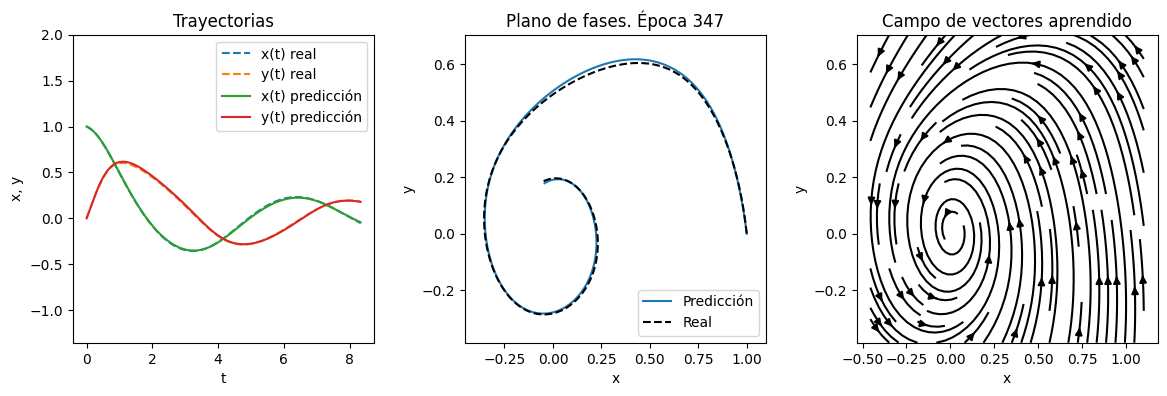 Trayectorias
2.0
1.5
1.0
0.5
0.0
−0.5
−1.0
x, y
0
2
4
6
8
t
x(t) real
y(t) real
x(t) predicción
y(t) predicción
Plano de fases. Época 347
0.6
0.4
0.2
0.0
−0.2
y
−0.25
0.00
0.25
0.50
0.75
1.00
x
Predicción
Real
Campo de vectores aprendido
0.6
0.4
0.2
0.0
−0.2
y
−0.50
−0.25
0.00
0.25
0.50
0.75
1.00
x